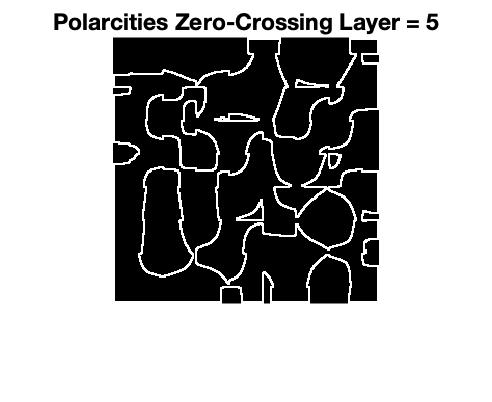 Polarcities Zero-Crossing Layer = 5